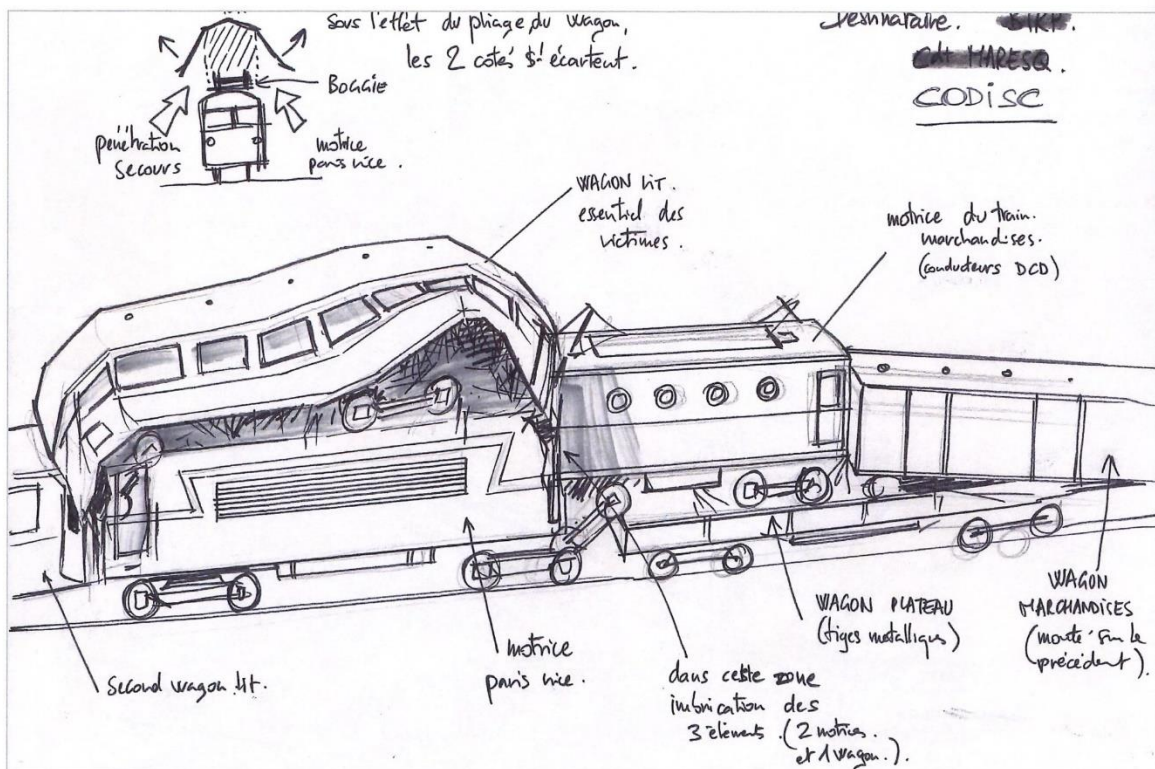 Sous l'effet du pliage du wagon,
les 2 côtés s'écartent.
BOGGIE
pénétration
secours
motrice
paris nice.
Destinataire.
Cdt MARESQ.
CODISC
WAGON LIT.
essentiel des
victimes.
motrice du train.
marchandises.
(conducteurs DCD)
Second wagon lit.
motrice
paris nice.
dans cette zone
imbrication des
3 éléments. (2 motrices.
et 1 wagon.).
WAGON PLATEAU
(tiges metalliques)
WAGON
MARCHANDISES
(monté sur le
précédent).